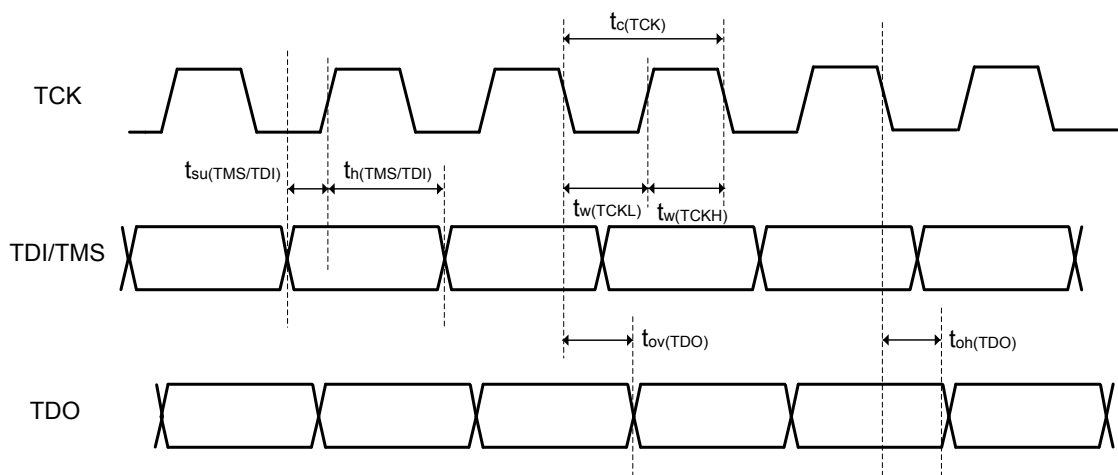 tc(TCK)
TCK
tsu(TMS/TDI)
th(TMS/TDI)
tw(TCKL)
tw(TCKH)
TDI/TMS
tov(TDO)
toh(TDO)
TDO